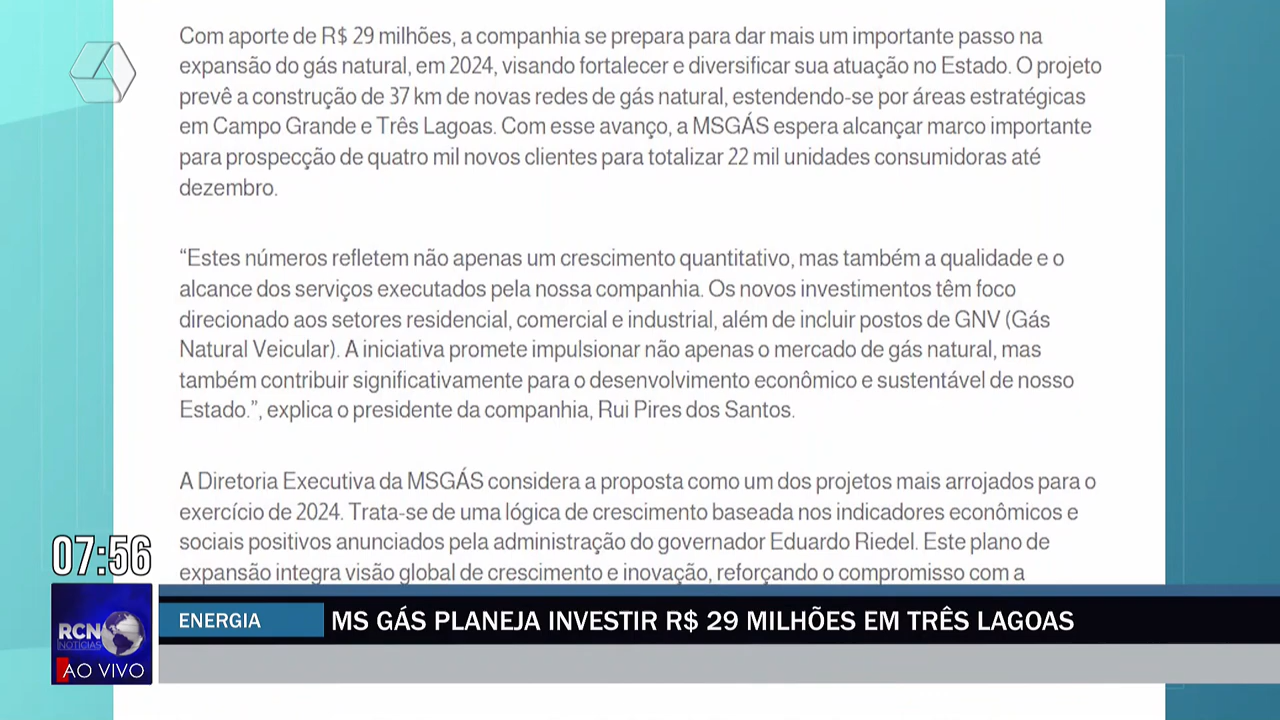 Com aporte de R$ 29 milhões, a companhia se prepara para dar mais um importante passo na
expansão do gás natural, em 2024, visando fortalecer e diversificar sua atuação no Estado. O projeto
prevê a construção de 37 km de novas redes de gás natural, estendendo-se por áreas estratégicas
em Campo Grande e Três Lagoas. Com esse avanço, a MSGÁS espera alcançar marco importante
para prospecção de quatro mil novos clientes para totalizar 22 mil unidades consumidoras até
dezembro.
“Estes números refletem não apenas um crescimento quantitativo, mas também a qualidade e o
alcance dos serviços executados pela nossa companhia. Os novos investimentos têm foco
direcionado aos setores residencial, comercial e industrial, além de incluir postos de GNV (Gás
Natural Veicular). A iniciativa promete impulsionar não apenas o mercado de gás natural, mas
também contribuir significativamente para o desenvolvimento econômico e sustentável de nosso
Estado.”, explica o presidente da companhia, Rui Pires dos Santos.
A Diretoria Executiva da MSGÁS considera a proposta como um dos projetos mais arrojados para o
exercício de 2024. Trata-se de uma lógica de crescimento baseada nos indicadores econômicos e
sociais positivos anunciados pela administração do governador Eduardo Riedel. Este plano de
expansão integra visão global de crescimento e inovação, reforçando o compromisso com a
07:56
RCN
NOTÍCIAS
AO VIVO
ENERGIA
MS GÁS PLANEJA INVESTIR R$ 29 MILHÕES EM TRÊS LAGOAS